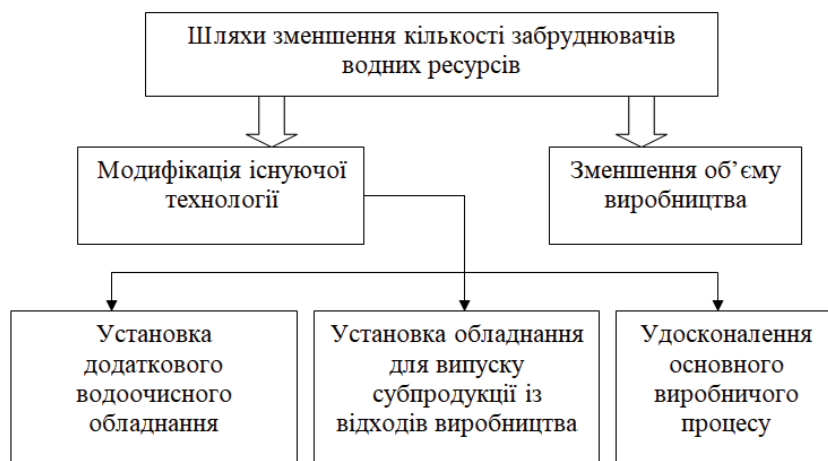 Шляхи зменшення кількості забруднювачів
водних ресурсів
Модифікація існуючої
технології
Зменшення об’єму
виробництва
Установка
додаткового
водоочисного
обладнання
Установка обладнання
для випуску
субпродукції із
відходів виробництва
Удосконалення
основного
виробничого
процесу